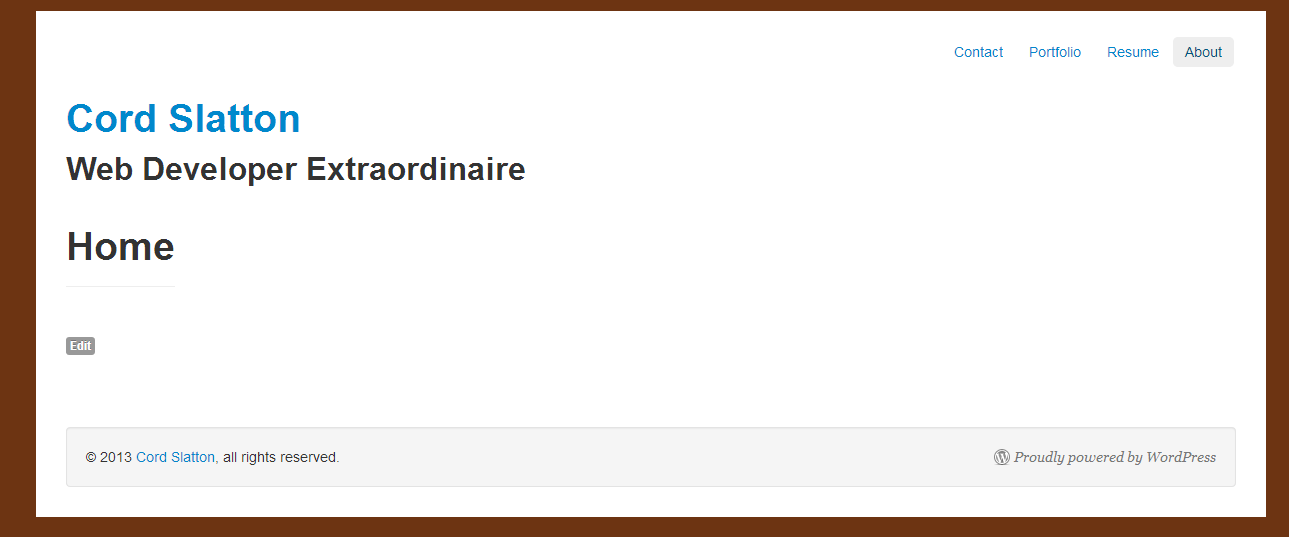 Contact Portfolio Resume About
Cord Slatton
Web Developer Extraordinaire
Home
Edit
© 2013 Cord Slatton, all rights reserved.
Proudly powered by WordPress